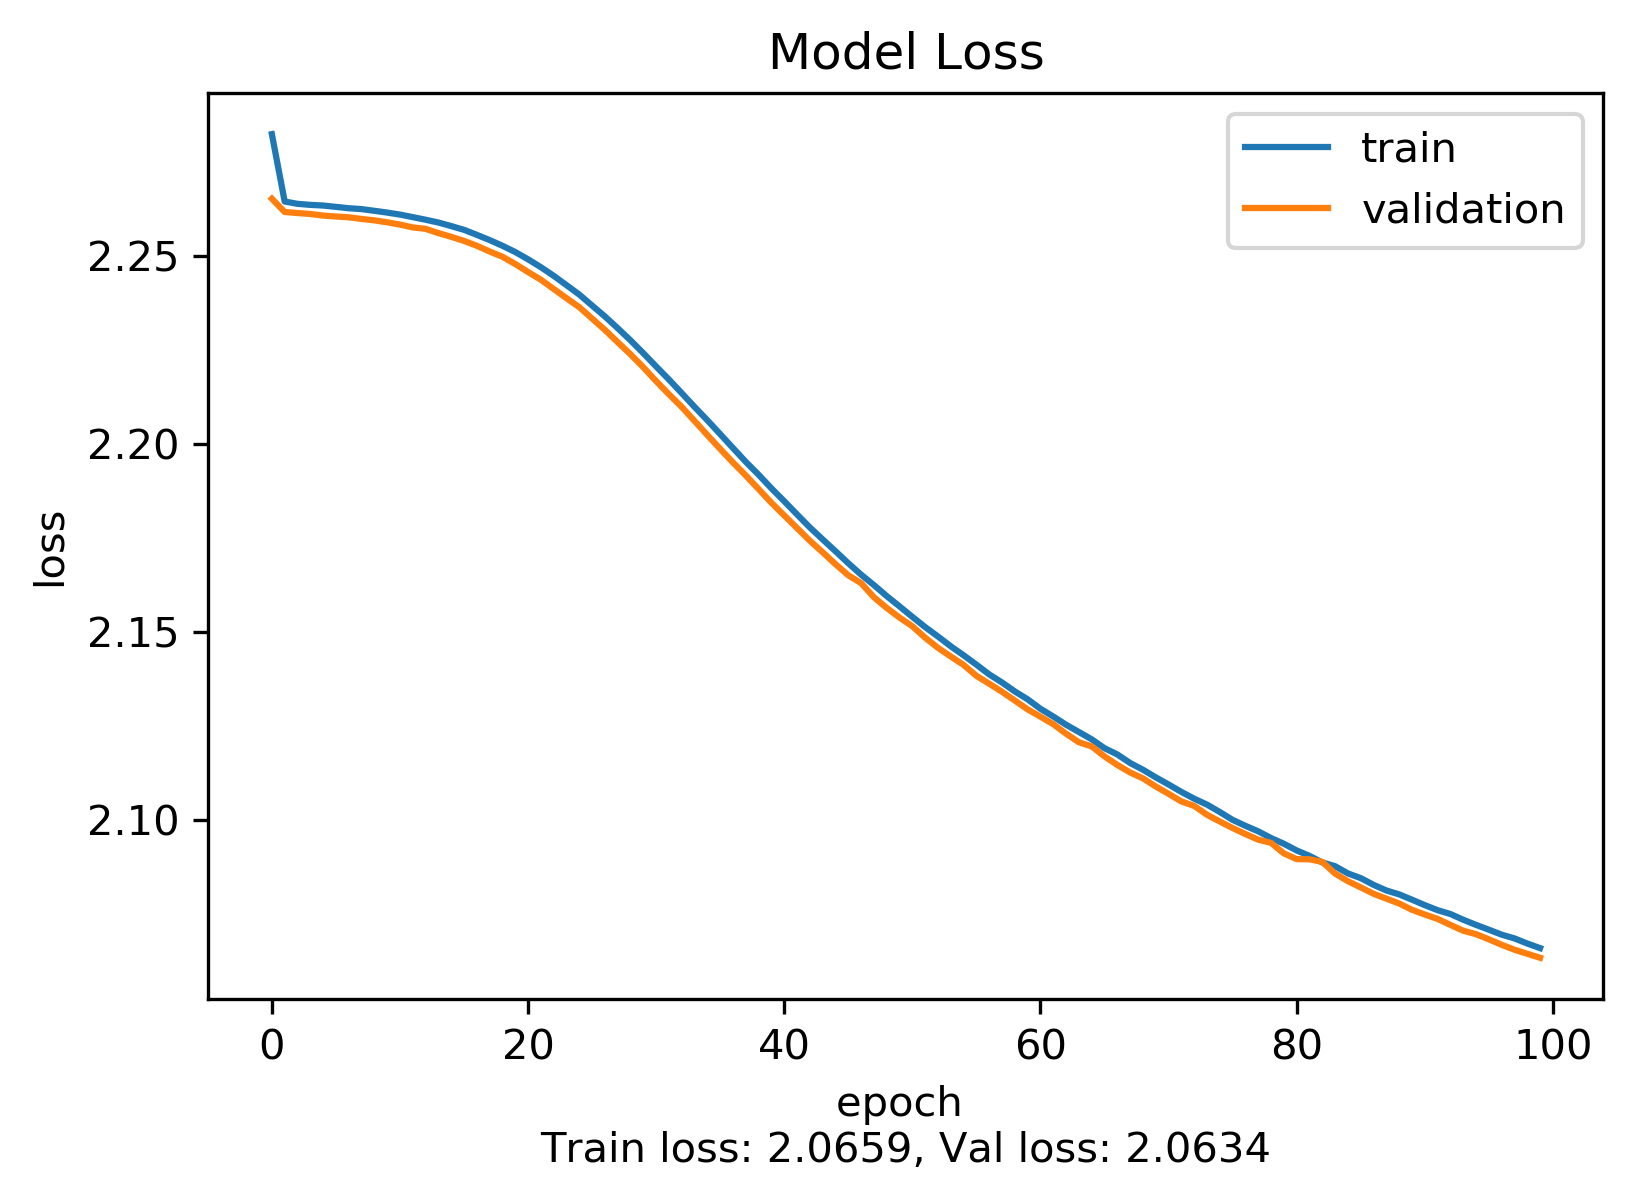 Model Loss
train
validation
2.25
2.20
2.15
2.10
loss
0 20 40 60 80 100
epoch
Train loss: 2.0659, Val loss: 2.0634